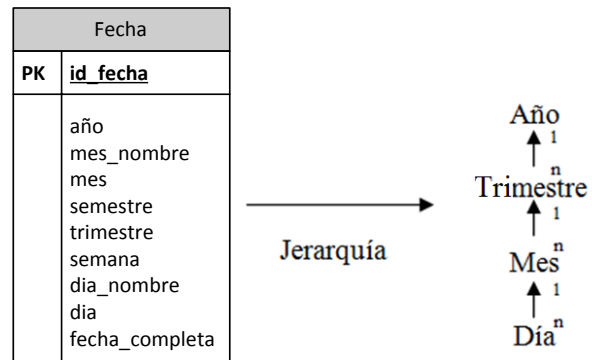 Fecha
PK id_fecha
año
mes_nombre
mes
semestre
trimestre
semana
dia_nombre
dia
fecha_completa
Jerarquía
Año
1
n
Trimestre
1
n
Mes
1
n
Día